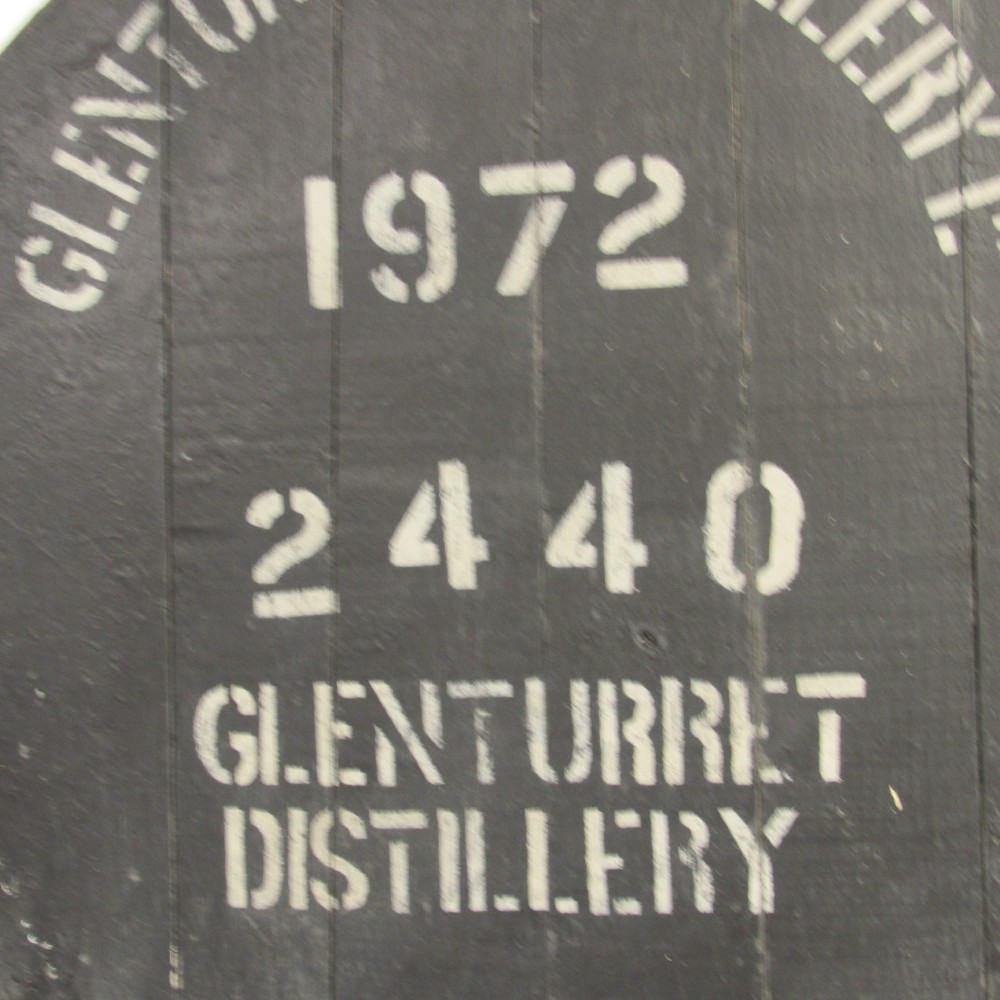 1972
2440
GLENTURRET
DISTILLERY